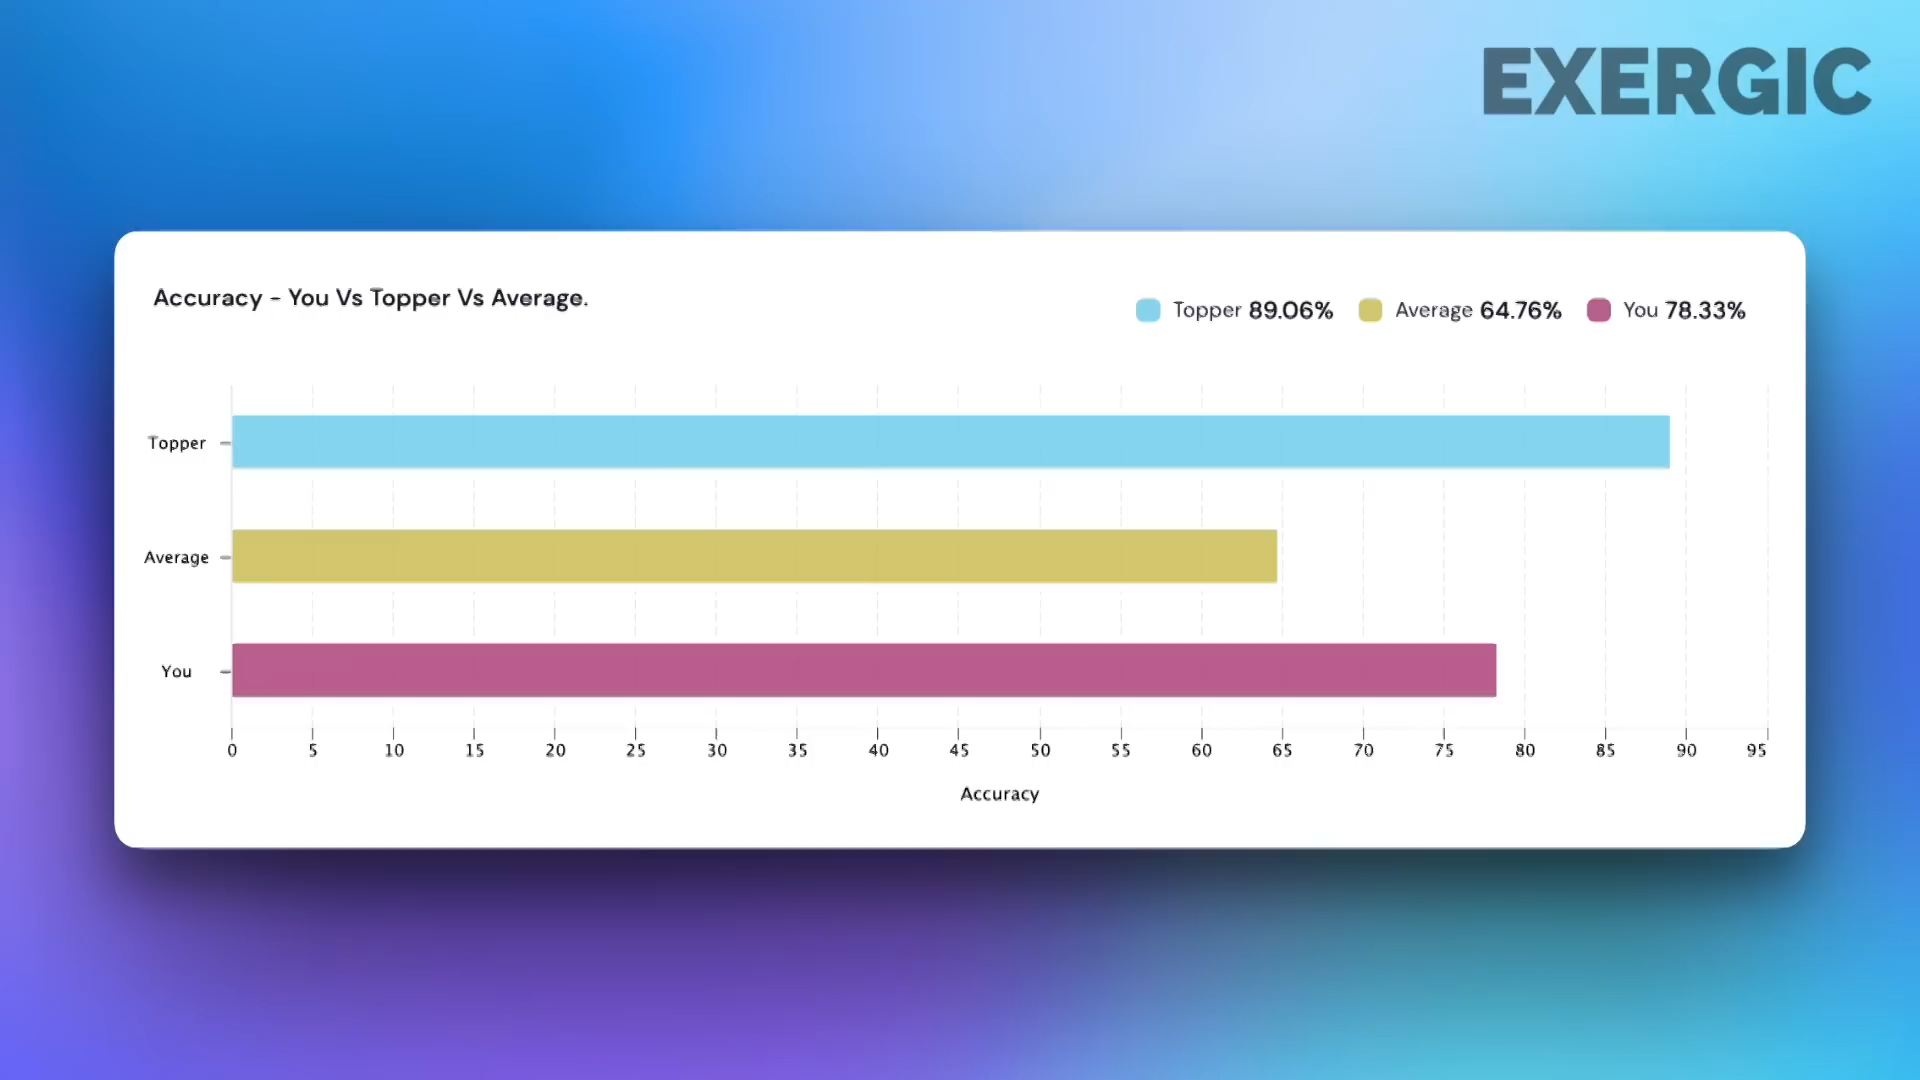 EXERGIC
Accuracy - You Vs Topper Vs Average.
Topper 89.06% Average 64.76% You 78.33%
Topper
Average
You
0 5 10 15 20 25 30 35 40 45 50 55 60 65 70 75 80 85 90 95
Accuracy